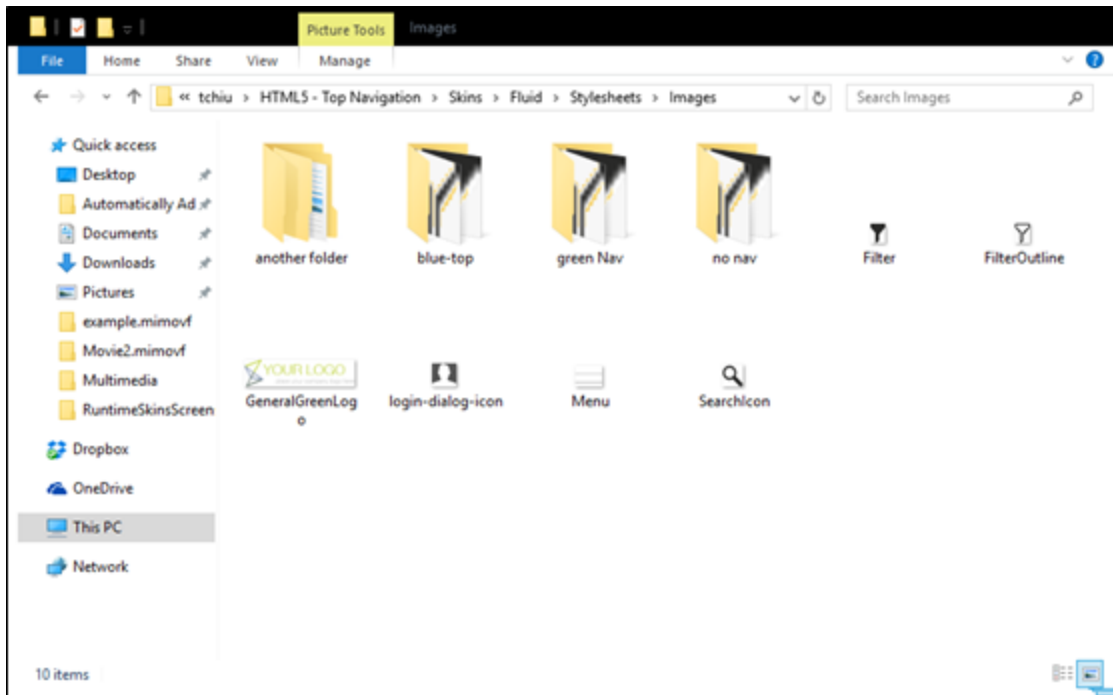 Picture Tools Images
File Home Share View Manage
« tchiu > HTML5 - Top Navigation > Skins > Fluid > Stylesheets > Images
Search Images
Quick access
Desktop
Automatically Ad
Documents
Downloads
Pictures
example.mimovf
Movie2.mimovf
Multimedia
RuntimeSkinsScreen
Dropbox
OneDrive
This PC
Network
another folder blue-top green Nav no nav Filter FilterOutline
YOUR LOGO
GeneralGreenLog login-dialog-icon Menu SearchIcon
o
10 items